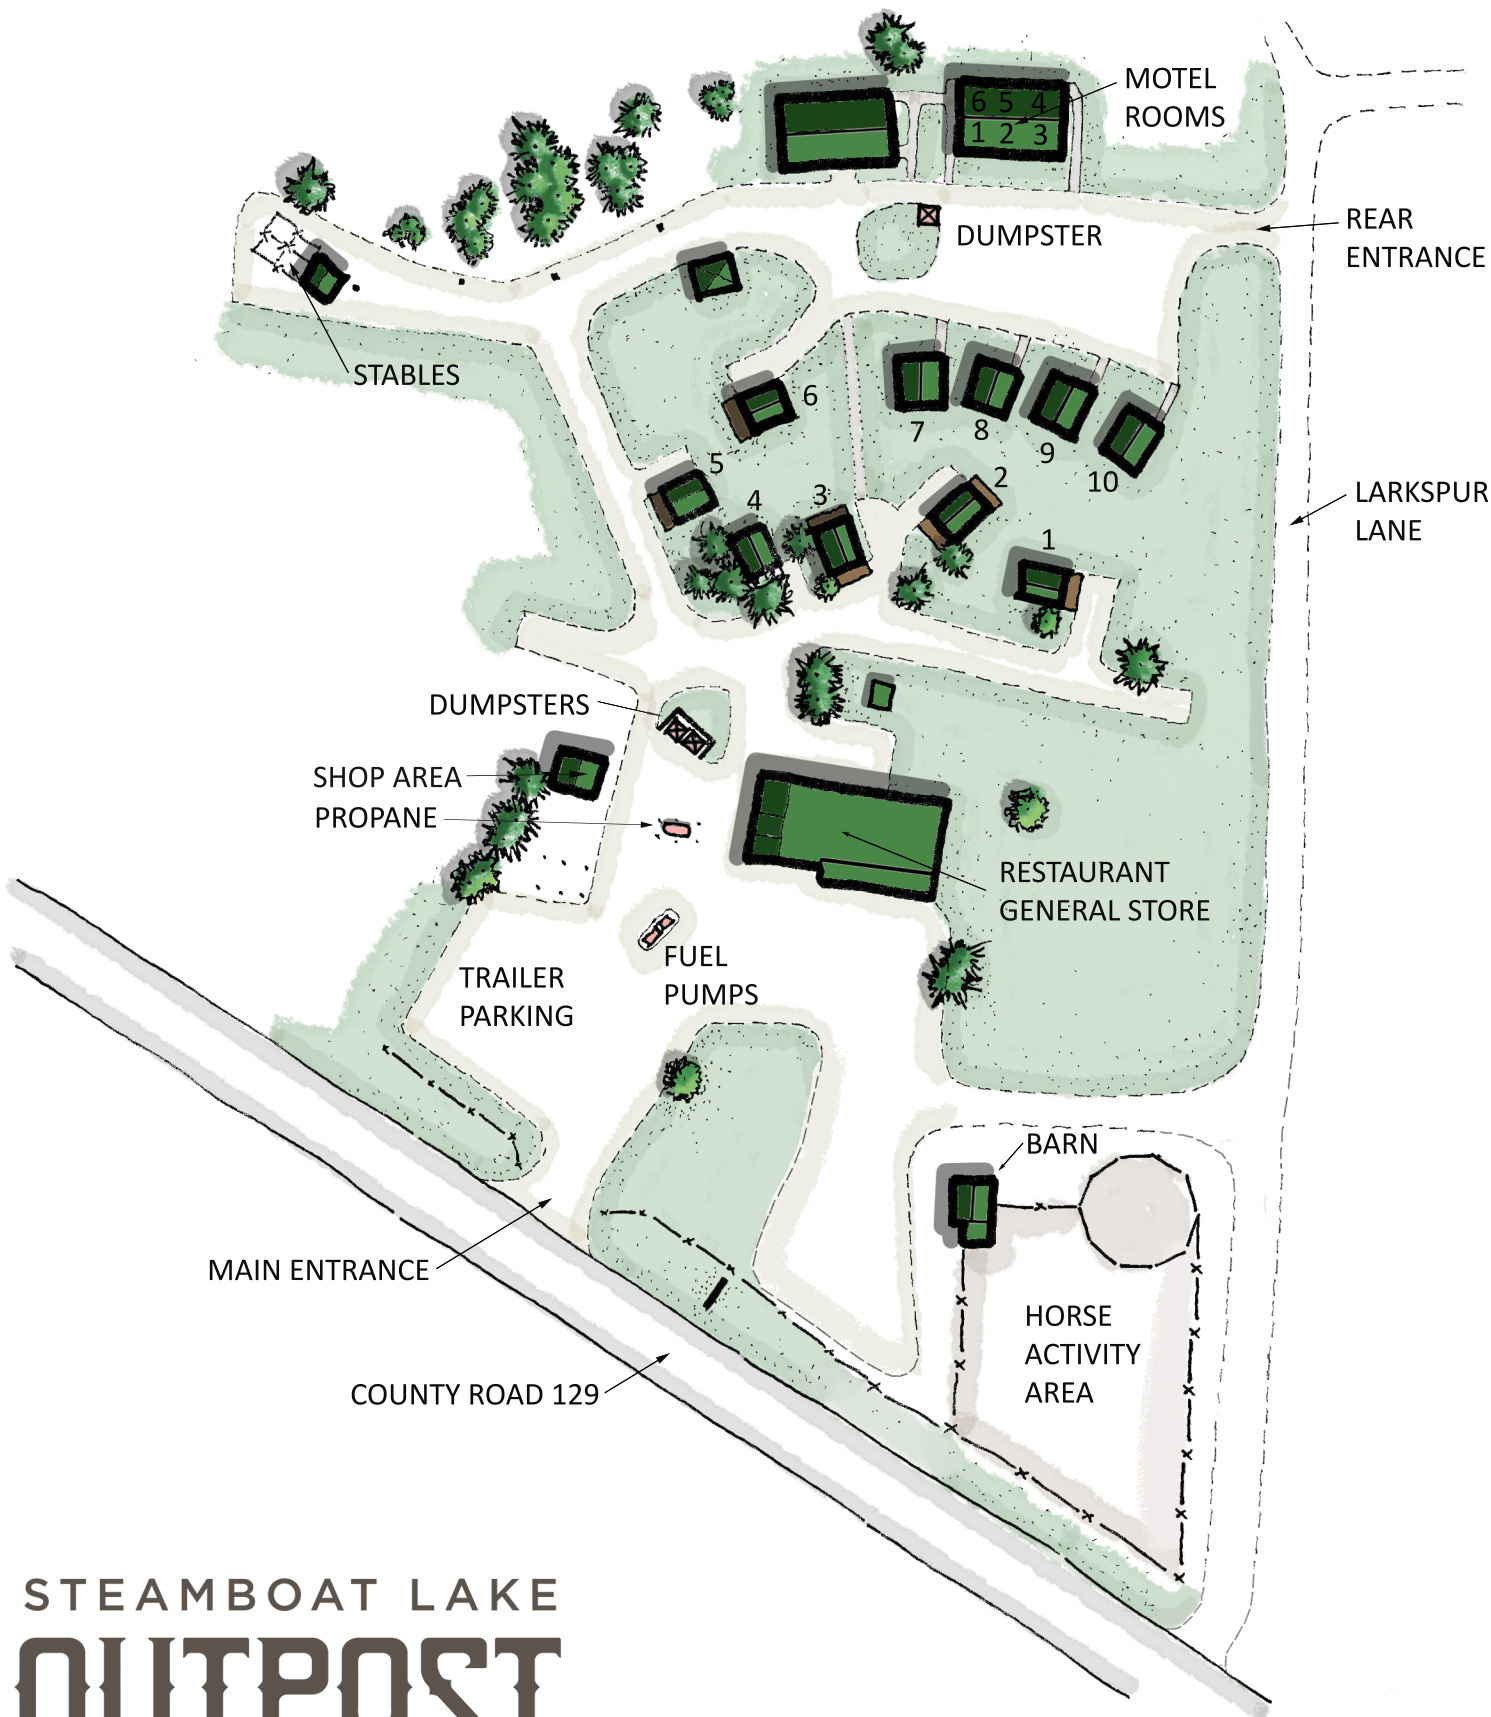 MOTEL
ROOMS
6 5 4
1 2 3
REAR
ENTRANCE
DUMPSTER
STABLES
6
7
8
9
10
5
4
3
2
1
LARKSPUR
LANE
DUMPSTERS
SHOP AREA
PROPANE
RESTAURANT
GENERAL STORE
FUEL
PUMPS
TRAILER
PARKING
BARN
MAIN ENTRANCE
HORSE
ACTIVITY
AREA
COUNTY ROAD 129
STEAMBOAT LAKE
OUTPOST